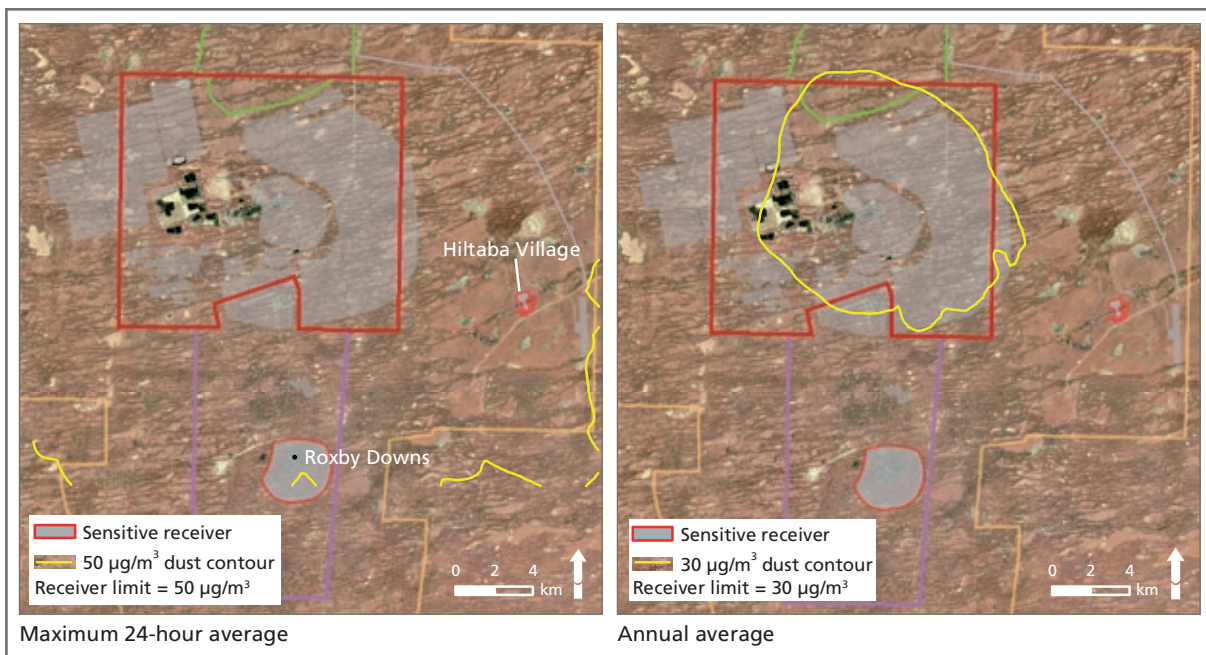 Hiltaba Village
Roxby Downs
Sensitive receiver
50 µg/m³ dust contour
Receiver limit = 50 µg/m³
0 2 4
km
Maximum 24-hour average
Sensitive receiver
30 µg/m³ dust contour
Receiver limit = 30 µg/m³
0 2 4
km
Annual average